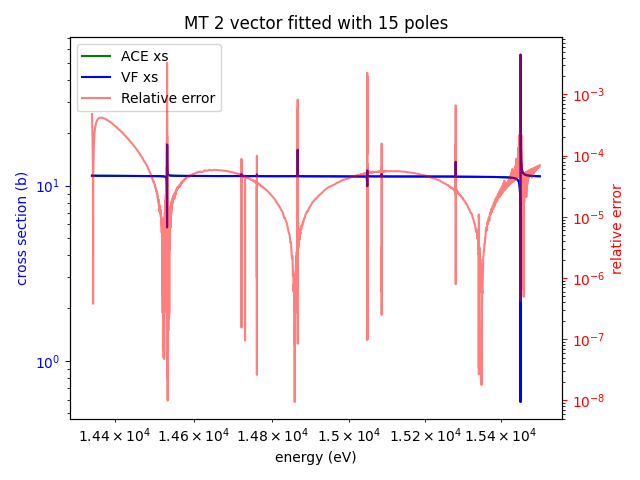 MT 2 vector fitted with 15 poles
ACE xs
VF xs
Relative error
cross section (b)
10¹
10⁰
relative error
10⁻³
10⁻⁴
10⁻⁵
10⁻⁶
10⁻⁷
10⁻⁸
1.44 × 10⁴ 1.46 × 10⁴ 1.48 × 10⁴ 1.5 × 10⁴ 1.52 × 10⁴ 1.54 × 10⁴
energy (eV)